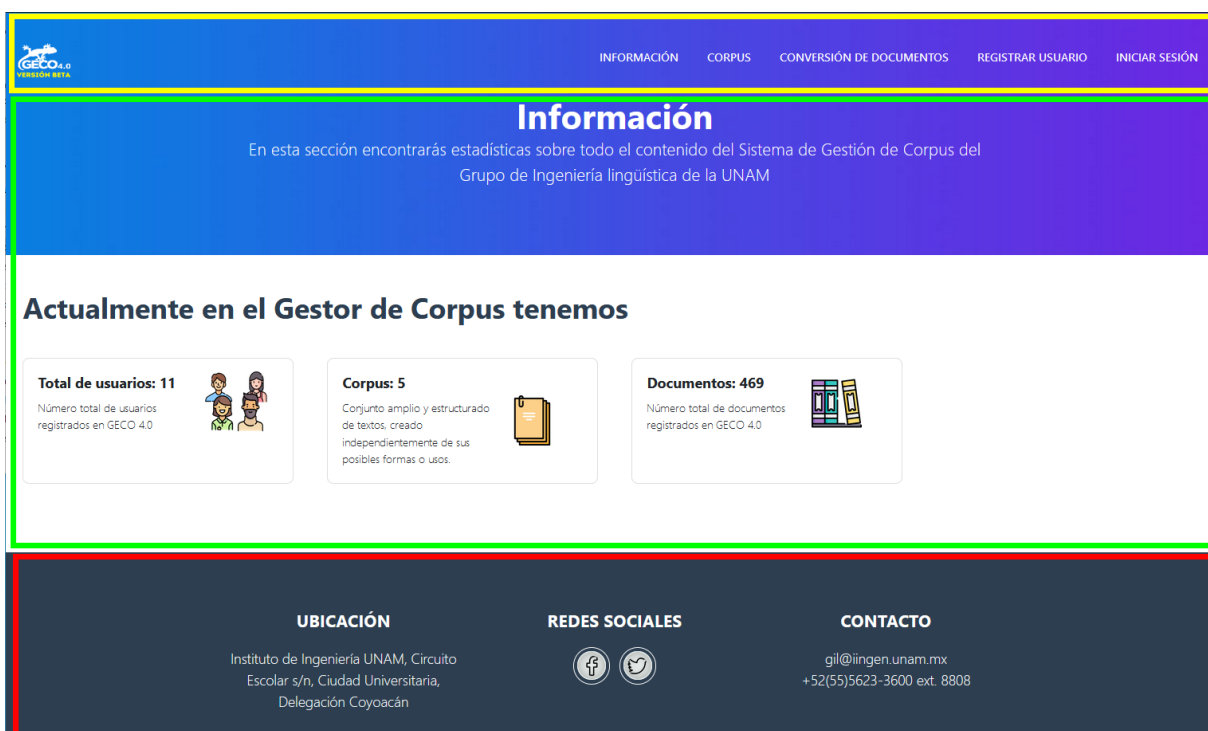 GECO4.0
VERSIÓN BETA
INFORMACIÓN CORPUS CONVERSIÓN DE DOCUMENTOS REGISTRAR USUARIO INICIAR SESIÓN
Información
En esta sección encontrarás estadísticas sobre todo el contenido del Sistema de Gestión de Corpus del
Grupo de Ingeniería lingüística de la UNAM
Actualmente en el Gestor de Corpus tenemos
Total de usuarios: 11
Número total de usuarios
registrados en GECO 4.0
Corpus: 5
Conjunto amplio y estructurado
de textos, creado
independientemente de sus
posibles formas o usos.
Documentos: 469
Número total de documentos
registrados en GECO 4.0
UBICACIÓN
Instituto de Ingeniería UNAM, Circuito
Escolar s/n, Ciudad Universitaria,
Delegación Coyoacán
REDES SOCIALES
CONTACTO
gil@iingen.unam.mx
+52(55)5623-3600 ext. 8808